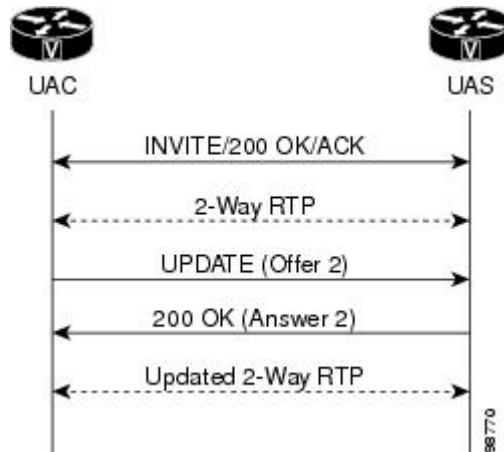 V
V
UAC
UAS
INVITE/200 OK/ACK
2-Way RTP
UPDATE (Offer 2)
200 OK (Answer 2)
Updated 2-Way RTP
98770